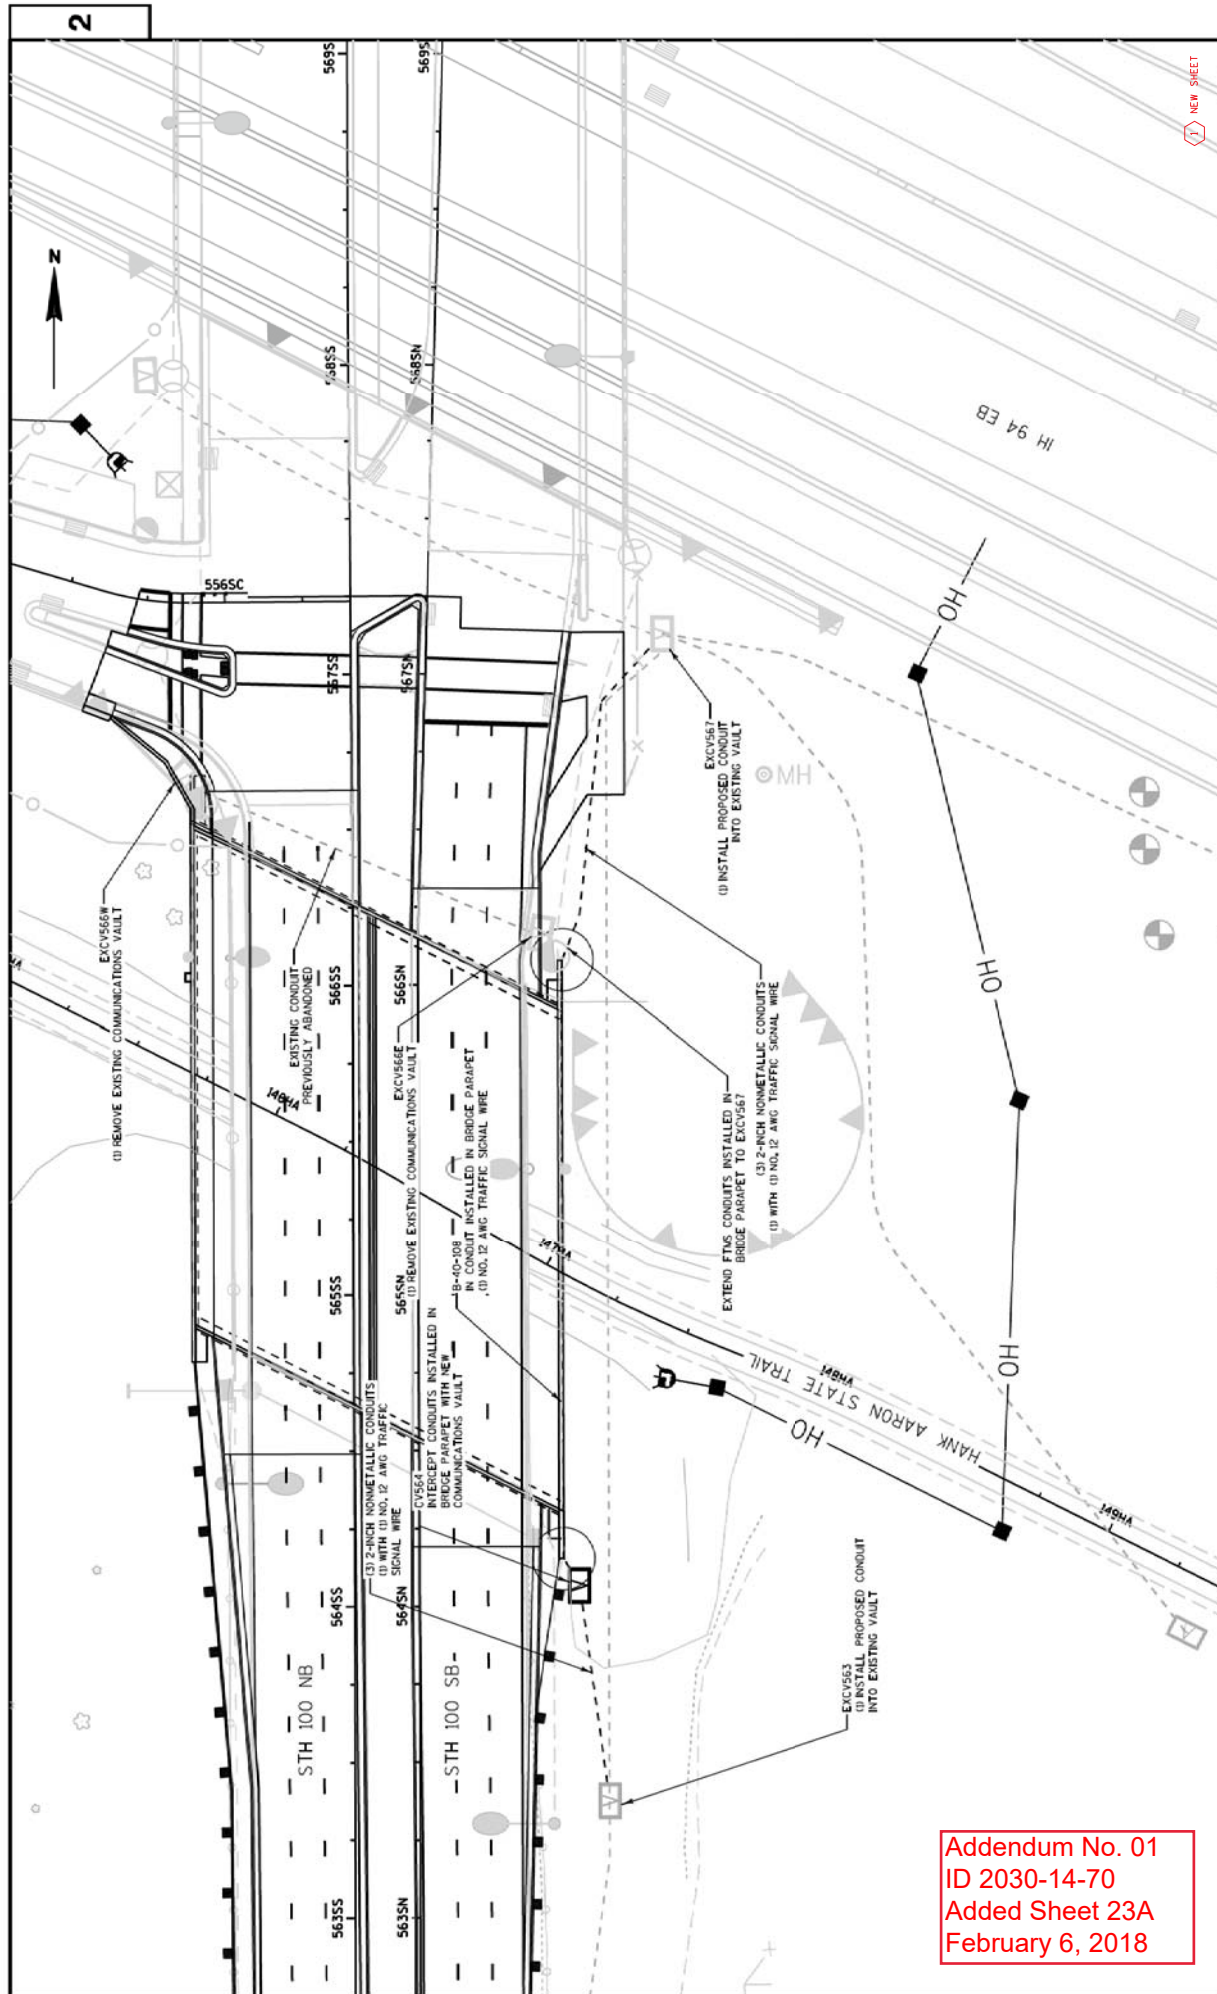 2
1 NEW SHEET
N
569S
569S
568SS
568SN
IH 94 EB
556SC
567SS
567SN
OH
EXCV567
(1) INSTALL PROPOSED CONDUIT
INTO EXISTING VAULT
MH
EXCV566W
(1) REMOVE EXISTING COMMUNICATIONS VAULT
EXISTING CONDUIT
PREVIOUSLY ABANDONED
566SS
566SN
EXCV566E
(1) REMOVE EXISTING COMMUNICATIONS VAULT
OH
HA
148HA
(3) 2-INCH NONMETALLIC CONDUITS
(1) WITH (1) NO. 12 AWG TRAFFIC SIGNAL WIRE
EXTEND FTMS CONDUITS INSTALLED IN
BRIDGE PARAPET TO EXCV567
B-40-108
IN CONDUIT INSTALLED IN BRIDGE PARAPET
(1) NO. 12 AWG TRAFFIC SIGNAL WIRE
147HA
565SS
565SN
CV564
INTERCEPT CONDUITS INSTALLED IN
BRIDGE PARAPET WITH NEW
COMMUNICATIONS VAULT
(3) 2-INCH NONMETALLIC CONDUITS
(1) WITH (1) NO. 12 AWG TRAFFIC
SIGNAL WIRE
OH
148HA
HANK AARON STATE TRAIL
OH
149HA
V
564SS
564SN
STH 100 NB
STH 100 SB
EXCV563
(1) INSTALL PROPOSED CONDUIT
INTO EXISTING VAULT
V
V
563SS
563SN
Addendum No. 01
ID 2030-14-70
Added Sheet 23A
February 6, 2018